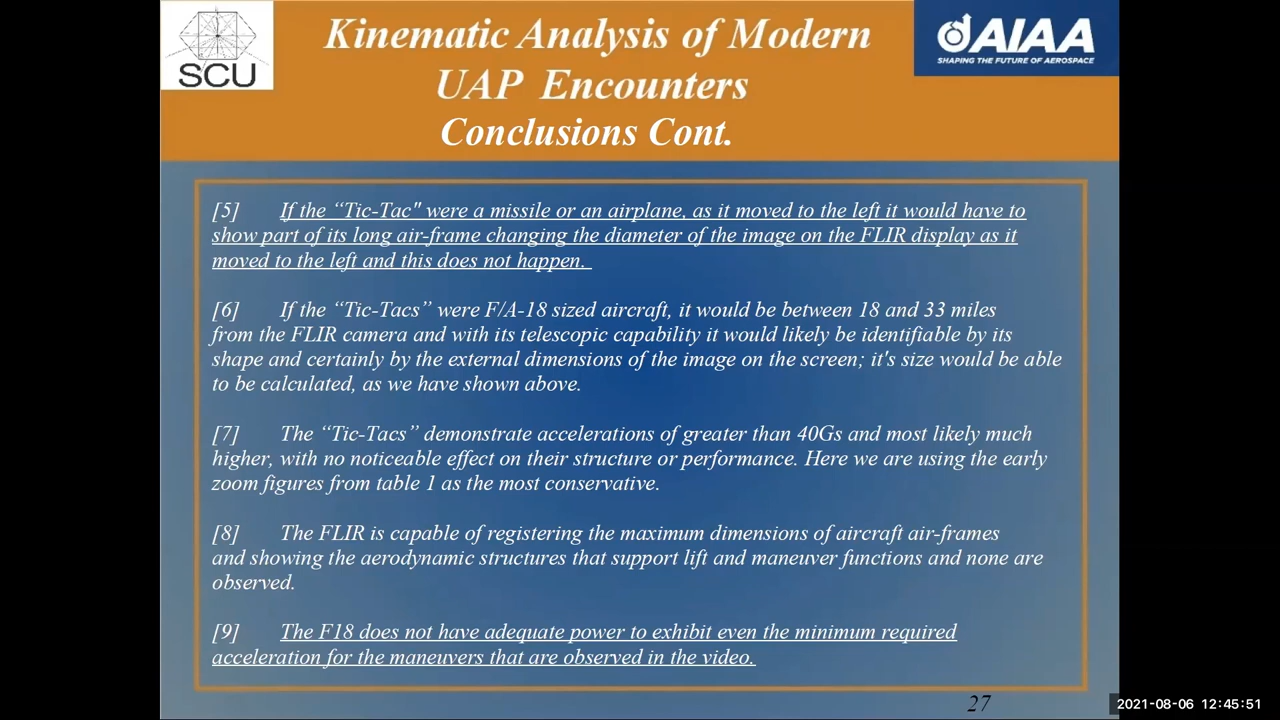 SCU
Kinematic Analysis of Modern
UAP Encounters
Conclusions Cont.
AIAA
SHAPING THE FUTURE OF AEROSPACE
[5] If the “Tic-Tac" were a missile or an airplane, as it moved to the left it would have to
show part of its long air-frame changing the diameter of the image on the FLIR display as it
moved to the left and this does not happen.
[6] If the “Tic-Tacs” were F/A-18 sized aircraft, it would be between 18 and 33 miles
from the FLIR camera and with its telescopic capability it would likely be identifiable by its
shape and certainly by the external dimensions of the image on the screen; it's size would be able
to be calculated, as we have shown above.
[7] The “Tic-Tacs” demonstrate accelerations of greater than 40Gs and most likely much
higher, with no noticeable effect on their structure or performance. Here we are using the early
zoom figures from table 1 as the most conservative.
[8] The FLIR is capable of registering the maximum dimensions of aircraft air-frames
and showing the aerodynamic structures that support lift and maneuver functions and none are
observed.
[9] The F18 does not have adequate power to exhibit even the minimum required
acceleration for the maneuvers that are observed in the video.
27
2021-08-06 12:45:51